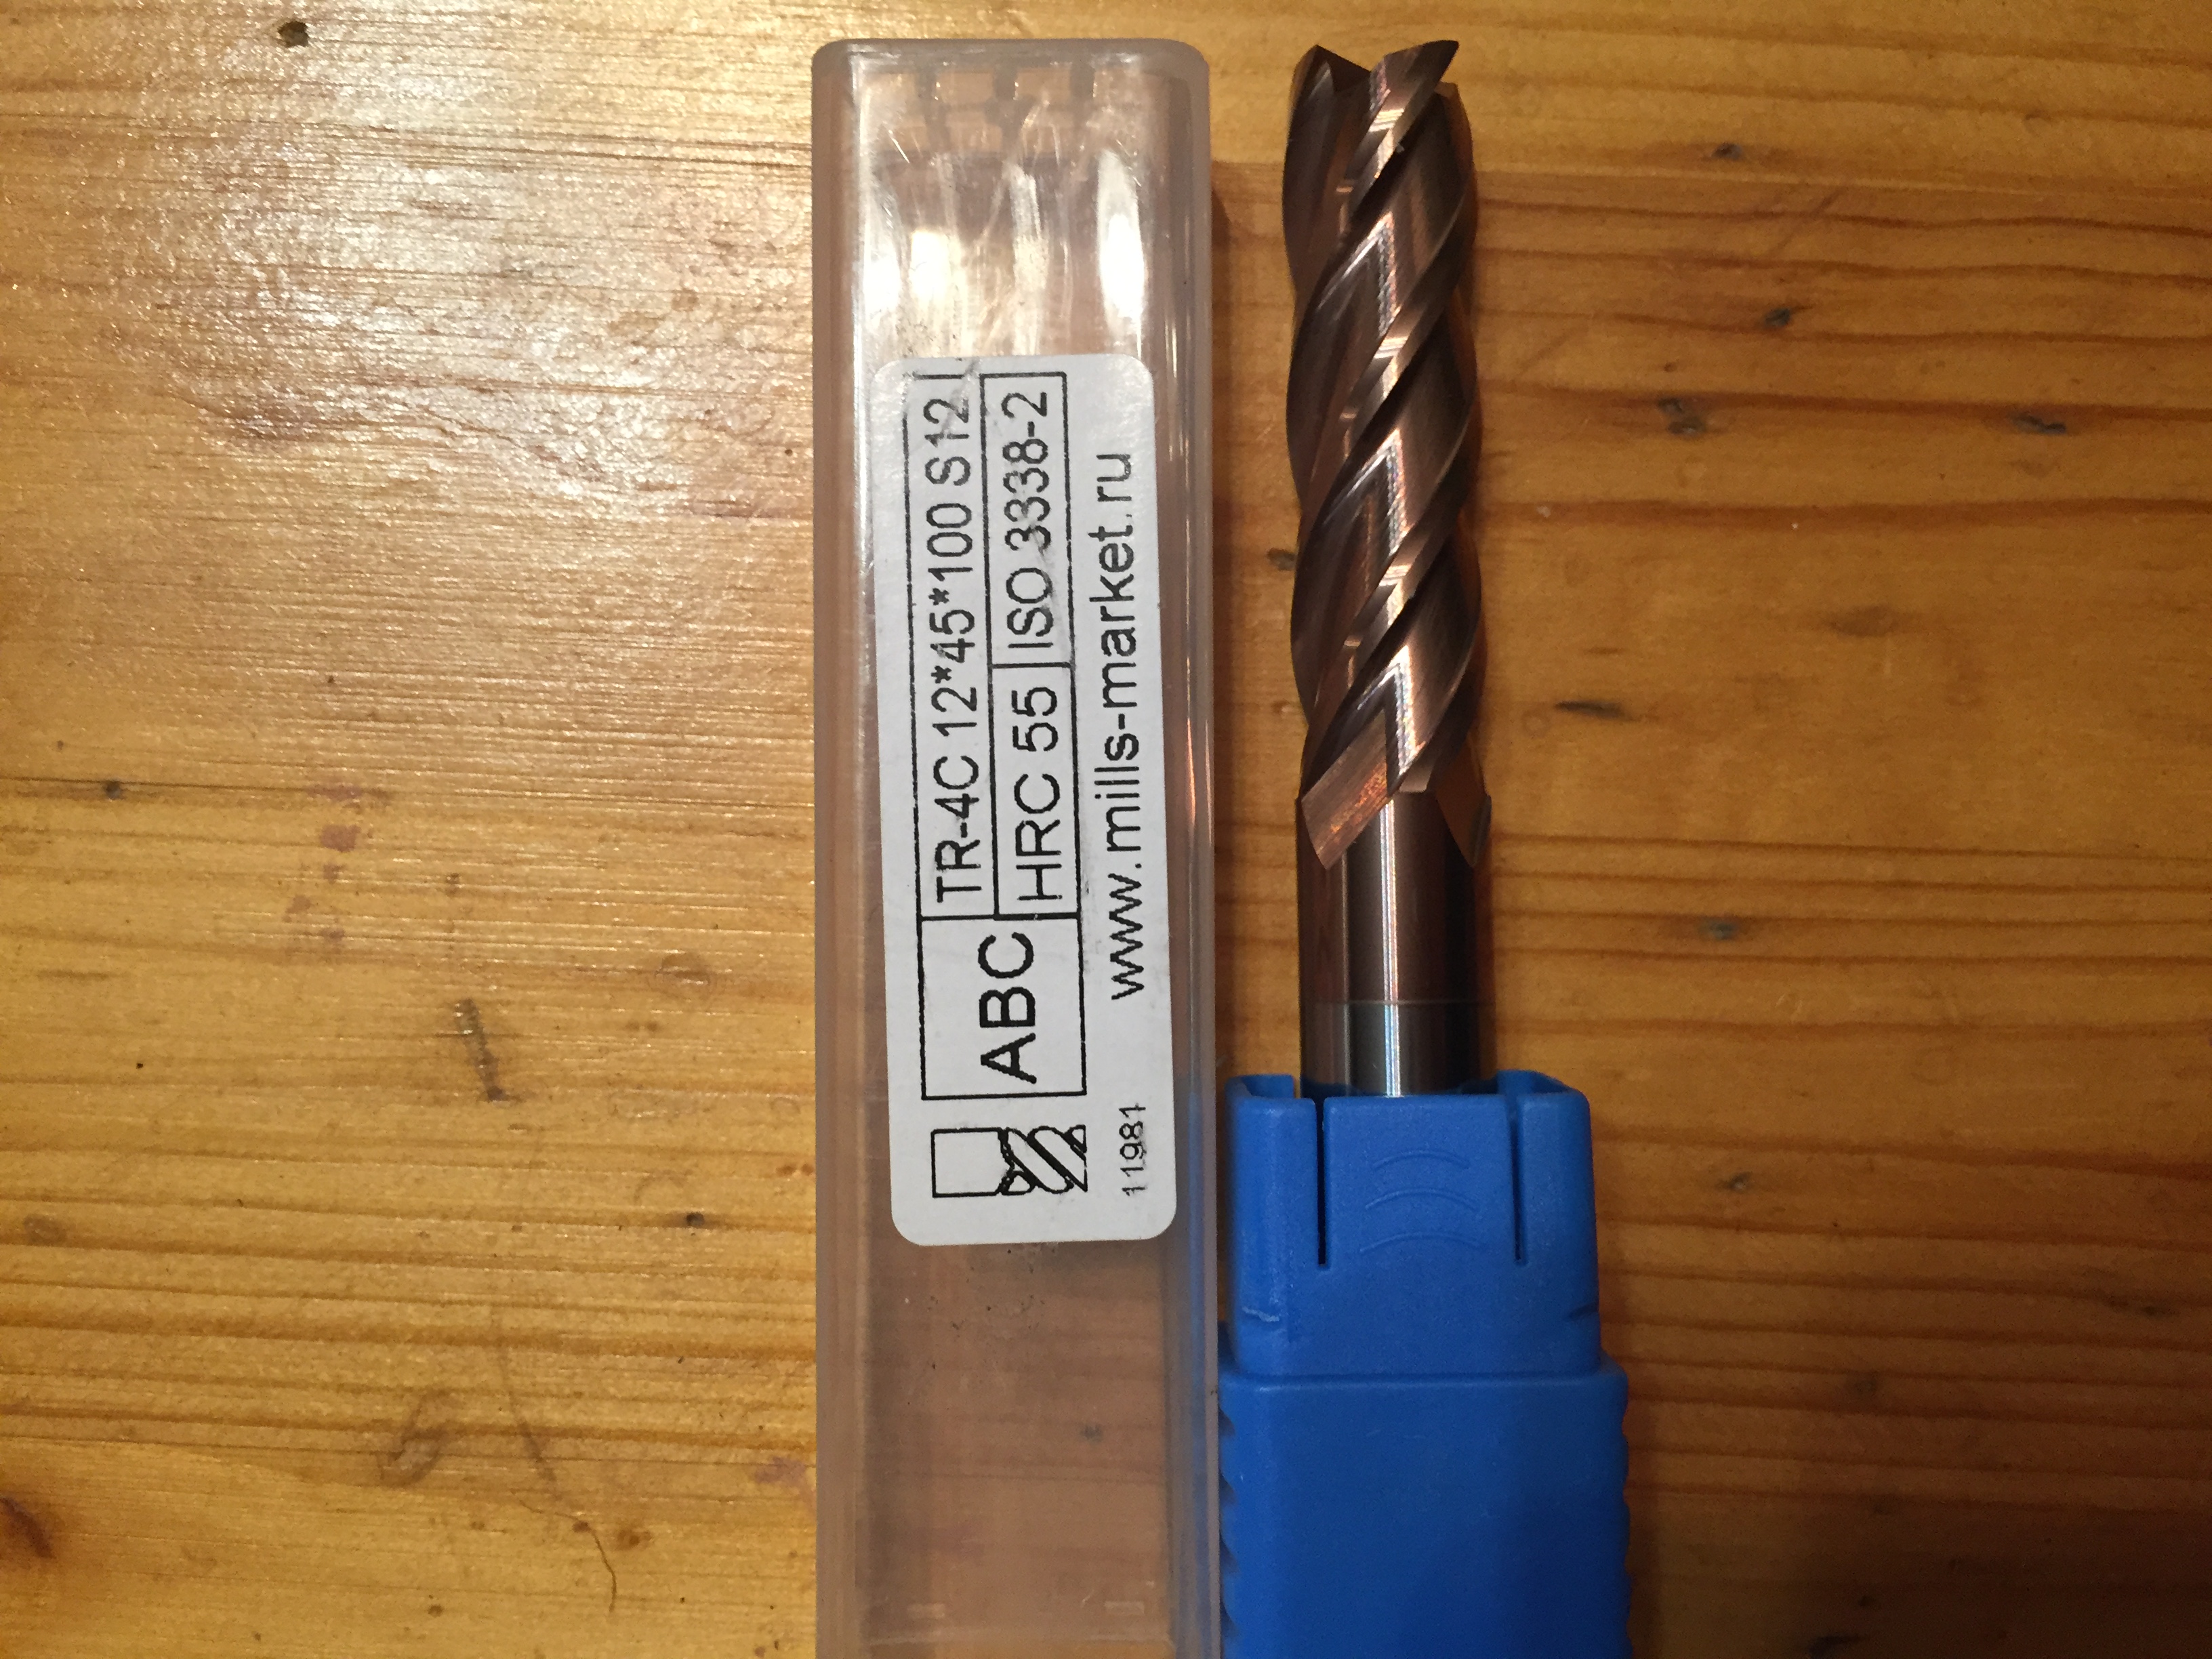 ABC
TR-4C 12*45*100 S12
HRC 55
ISO 3338-2
11981
www.mills-market.ru